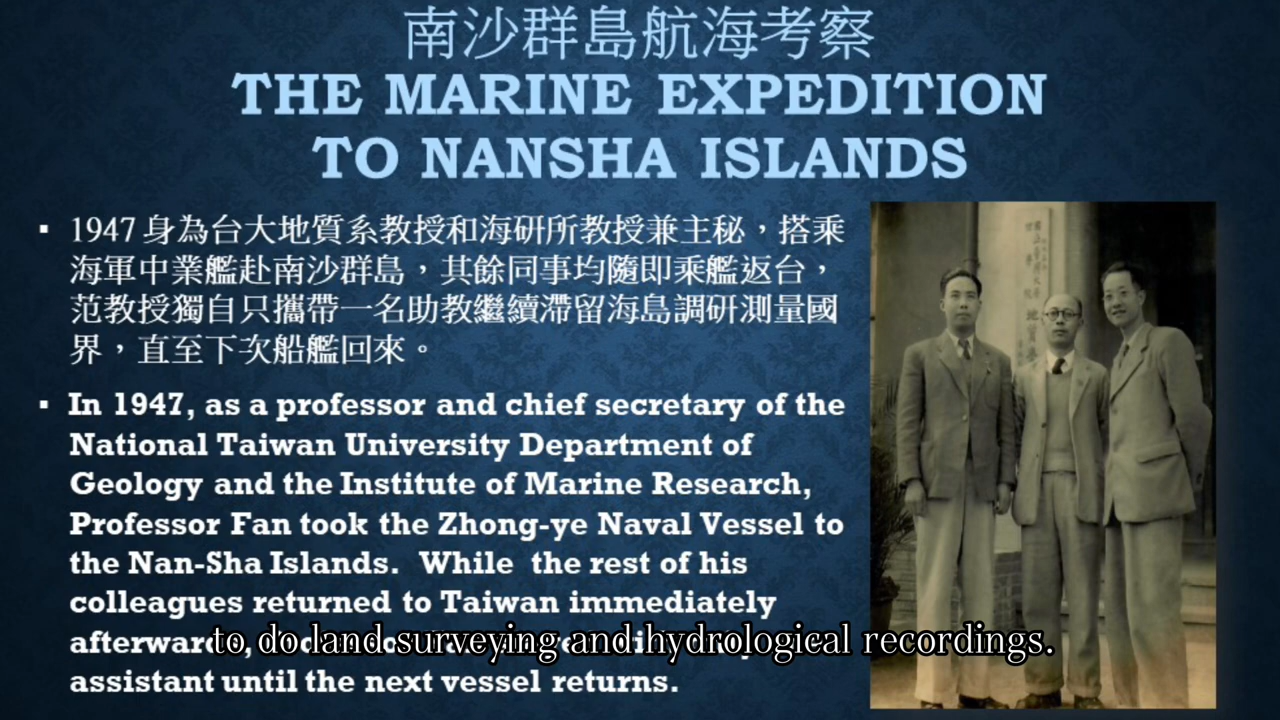 南沙群島航海考察
THE MARINE EXPEDITION
TO NANSHA ISLANDS
▪ 1947身為台大地質系教授和海研所教授兼主秘，搭乘
海軍中業艦赴南沙群島，其餘同事均隨即乘艦返台，
范教授獨自只攜帶一名助教繼續滯留海島調研測量國
界，直至下次船艦回來。
▪ In 1947, as a professor and chief secretary of the
National Taiwan University Department of
Geology and the Institute of Marine Research,
Professor Fan took the Zhong-ye Naval Vessel to
the Nan-Sha Islands. While the rest of his
colleagues returned to Taiwan immediately
to do land surveying and hydrological recordings.
assistant until the next vessel returns.